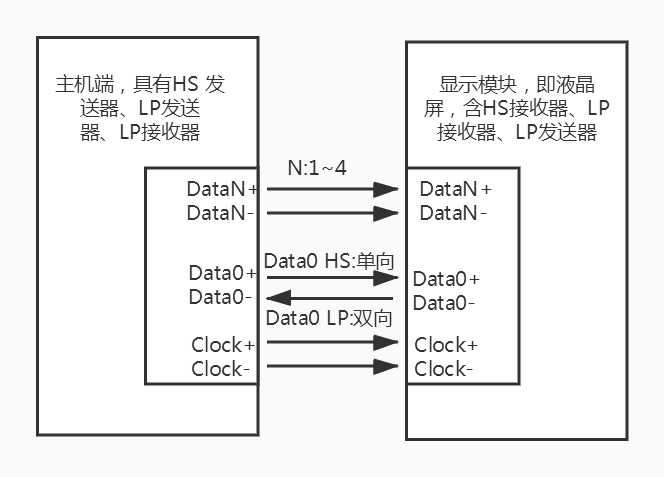 主机端，具有HS 发
送器、LP发送
器、LP接收器
显示模块，即液晶
屏，含HS接收器、LP
接收器、LP发送器
N:1~4
DataN+
DataN-
DataN+
DataN-
Data0 HS:单向
Data0+
Data0-
Data0+
Data0-
Data0 LP:双向
Clock+
Clock-
Clock+
Clock-